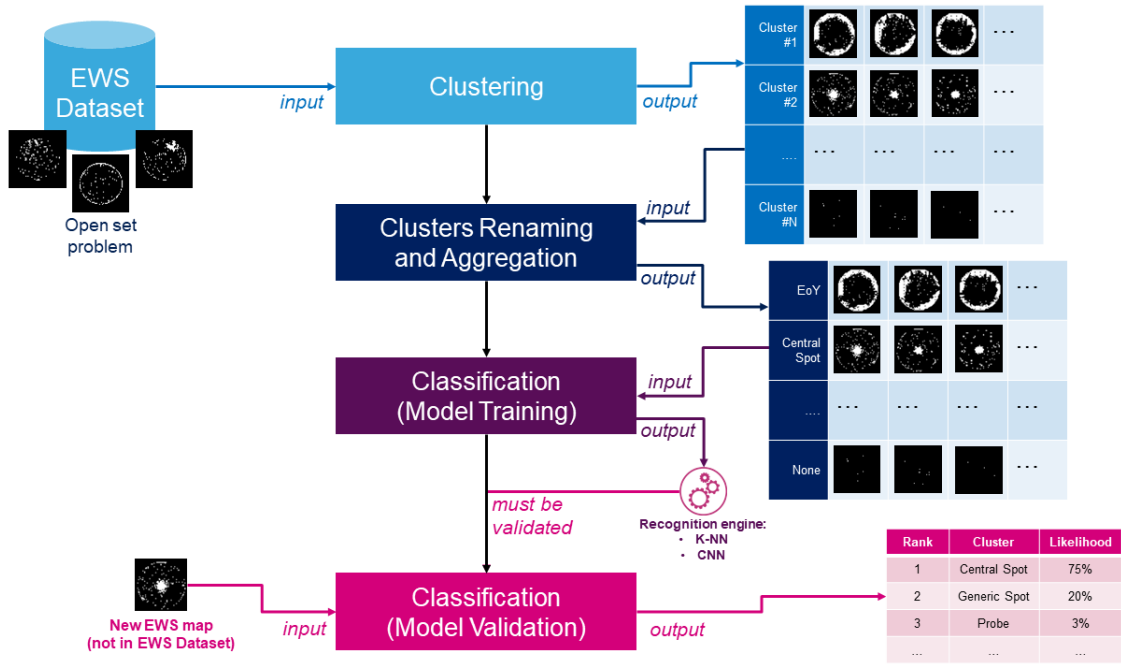 EWS
Dataset
Open set
problem
input
Clustering
output
Cluster
#1
...
Cluster
#2
...
....
... ... ... ...
Cluster
#N
...
input
Clusters Renaming
and Aggregation
output
EoY
...
Central
Spot
...
....
... ... ... ...
None
...
input
Classification
(Model Training)
output
must be
validated
Recognition engine:
• K-NN
• CNN
New EWS map
(not in EWS Dataset)
input
Classification
(Model Validation)
output
Rank Cluster Likelihood
1 Central Spot 75%
2 Generic Spot 20%
3 Probe 3%
... ... ...